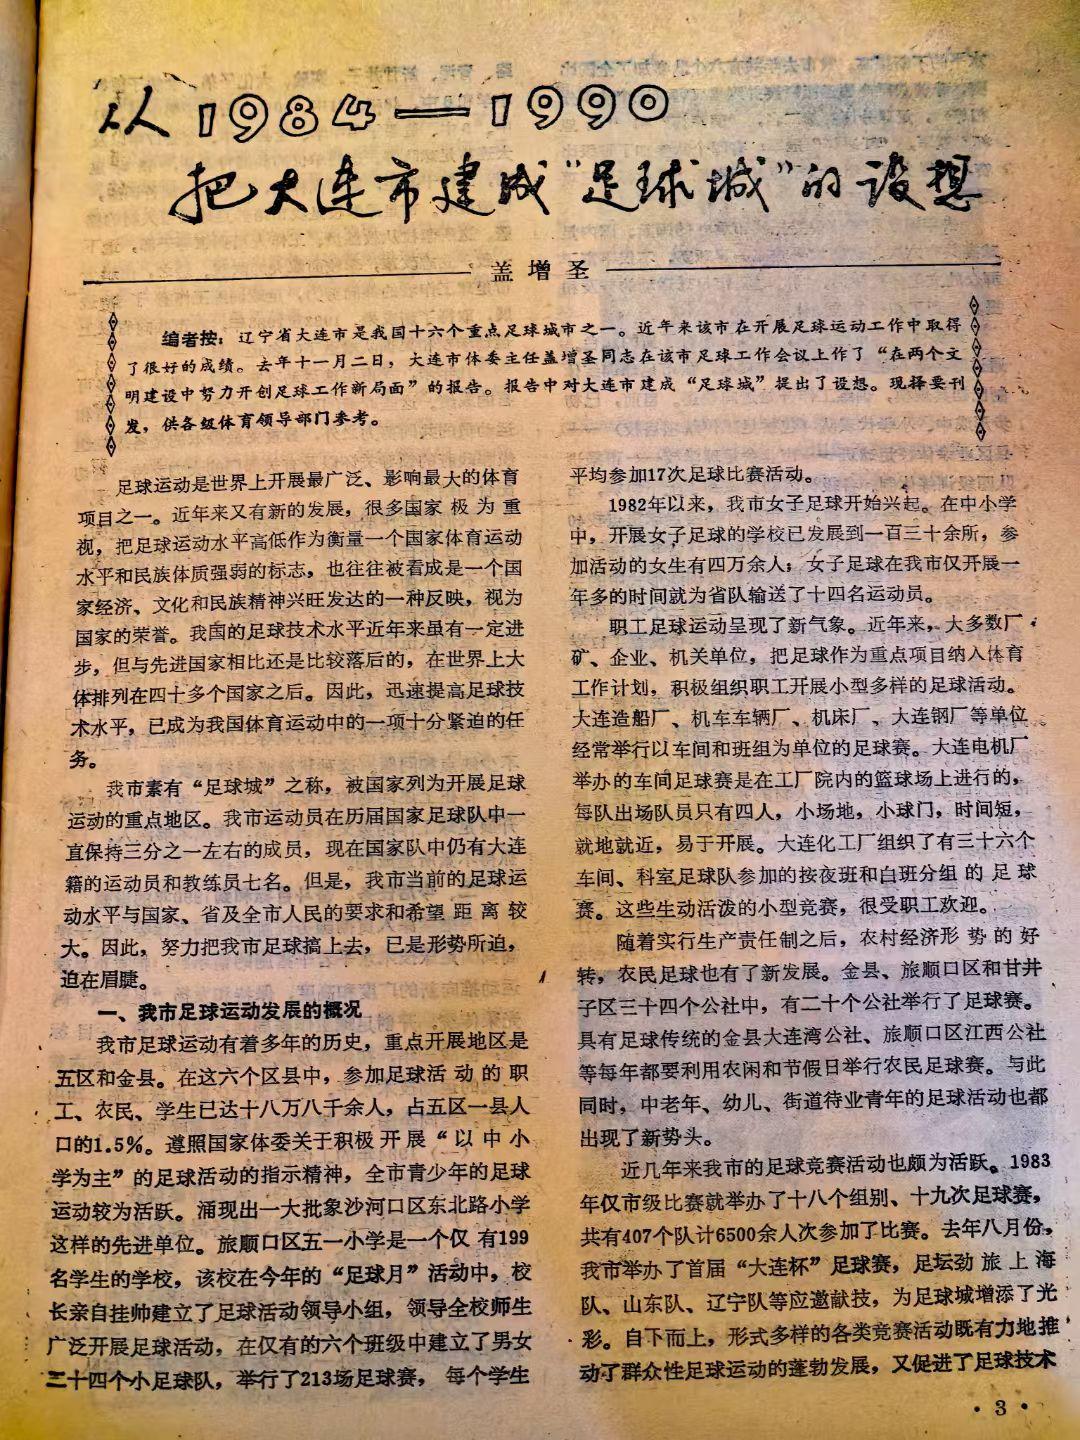 从1984—1990
把大连市建成“足球城”的设想
盖增圣
编者按：辽宁省大连市是我国十六个重点足球城市之一。近年来该市在开展足球运动工作中取得
了很好的成绩。去年十一月二日，大连市体委主任盖增圣同志在该市足球工作会议上作了“在两个文
明建设中努力开创足球工作新局面”的报告。报告中对大连市建成“足球城”提出了设想。现择要刊
发，供各级体育领导部门参考。
足球运动是世界上开展最广泛、影响最大的体育
项目之一。近年来又有新的发展，很多国家极为重
视，把足球运动水平高低作为衡量一个国家体育运动
水平和民族体质强弱的标志，也往往被看成是一个国
家经济、文化和民族精神兴旺发达的一种反映，视为
国家的荣誉。我国的足球技术水平近年来虽有一定进
步，但与先进国家相比还是比较落后的，在世界上大
体排列在四十多个国家之后。因此，迅速提高足球技
术水平，已成为我国体育运动中的一项十分紧迫的任
务。
我市素有“足球城”之称，被国家列为开展足球
运动的重点地区。我市运动员在历届国家足球队中一
直保持三分之一左右的成员，现在国家队中仍有大连
籍的运动员和教练员七名。但是，我市当前的足球运
动水平与国家、省及全市人民的要求和希望距离较
大。因此，努力把我市足球搞上去，已是形势所迫，
迫在眉睫。
一、我市足球运动发展的概况
我市足球运动有着多年的历史，重点开展地区是
五区和金县。在这六个区县中，参加足球活动的职
工、农民、学生已达十八万八千余人，占五区一县人
口的1.5%。遵照国家体委关于积极开展“以中小
学为主”的足球活动的指示精神，全市青少年的足球
运动较为活跃。涌现出一大批象沙河口区东北路小学
这样的先进单位。旅顺口区五一小学是一个仅有199
名学生的学校，该校在今年的“足球月”活动中，校
长亲自挂帅建立了足球活动领导小组，领导全校师生
广泛开展足球活动，在仅有的六个班级中建立了男女
二十四个小足球队，举行了213场足球赛，每个学生
平均参加17次足球比赛活动。
1982年以来，我市女子足球开始兴起。在中小学
中，开展女子足球的学校已发展到一百三十余所，参
加活动的女生有四万余人；女子足球在我市仅开展一
年多的时间就为省队输送了十四名运动员。
职工足球运动呈现了新气象。近年来，大多数厂
矿、企业、机关单位，把足球作为重点项目纳入体育
工作计划，积极组织职工开展小型多样的足球活动。
大连造船厂、机车车辆厂、机床厂、大连钢厂等单位
经常举行以车间和班组为单位的足球赛。大连电机厂
举办的车间足球赛是在工厂院内的篮球场上进行的，
每队出场队员只有四人，小场地，小球门，时间短，
就地就近，易于开展。大连化工厂组织了有三十六个
车间、科室足球队参加的按夜班和白班分组的足球
赛。这些生动活泼的小型竞赛，很受职工欢迎。
随着实行生产责任制之后，农村经济形势的好
转，农民足球也有了新发展。金县、旅顺口区和甘井
子区三十四个公社中，有二十个公社举行了足球赛。
具有足球传统的金县大连湾公社、旅顺口区江西公社
等每年都要利用农闲和节假日举行农民足球赛。与此
同时，中老年、幼儿、街道待业青年的足球活动也都
出现了新势头。
近几年来我市的足球竞赛活动也颇为活跃。1983
年仅市级比赛就举办了十八个组别、十九次足球赛，
共有407个队计6500余人次参加了比赛。去年八月份，
我市举办了首届“大连杯”足球赛，足坛劲旅上海
队、山东队、辽宁队等应邀献技，为足球城增添了光
彩。自下而上，形式多样的各类竞赛活动既有力地推
动了群众性足球运动的蓬勃发展，又促进了足球技术
·3·